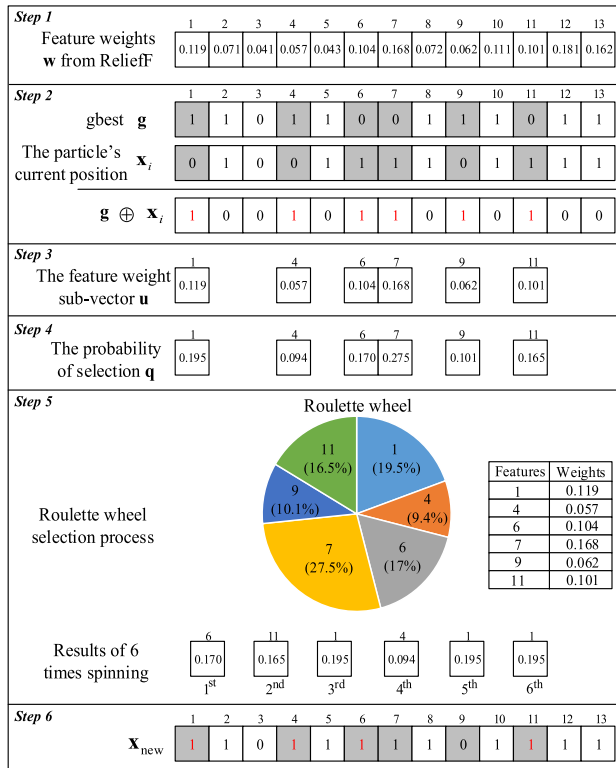 Step 1
1 2 3 4 5 6 7 8 9 10 11 12 13
Feature weights
w from ReliefF
0.119 0.071 0.041 0.057 0.043 0.104 0.168 0.072 0.062 0.111 0.101 0.181 0.162
Step 2
1 2 3 4 5 6 7 8 9 10 11 12 13
gbest g
1 1 0 1 1 0 0 1 1 1 0 1 1
The particle's
current position x_i
0 1 0 0 1 1 1 1 0 1 1 1 1
g ⊕ x_i
1 0 0 1 0 1 1 0 1 0 1 0 0
Step 3
1 4 6 7 9 11
The feature weight
sub-vector u
0.119 0.057 0.104 0.168 0.062 0.101
Step 4
1 4 6 7 9 11
The probability
of selection q
0.195 0.094 0.170 0.275 0.101 0.165
Step 5
Roulette wheel
11
(16.5%)
1
(19.5%)
9
(10.1%)
4
(9.4%)
7
(27.5%)
6
(17%)
Roulette wheel
selection process
Features Weights
1 0.119
4 0.057
6 0.104
7 0.168
9 0.062
11 0.101
Results of 6
times spinning
6 11 1 4 1 1
0.170 0.165 0.195 0.094 0.195 0.195
1st 2nd 3rd 4th 5th 6th
Step 6
1 2 3 4 5 6 7 8 9 10 11 12 13
x_new
1 1 0 1 1 1 1 1 0 1 1 1 1